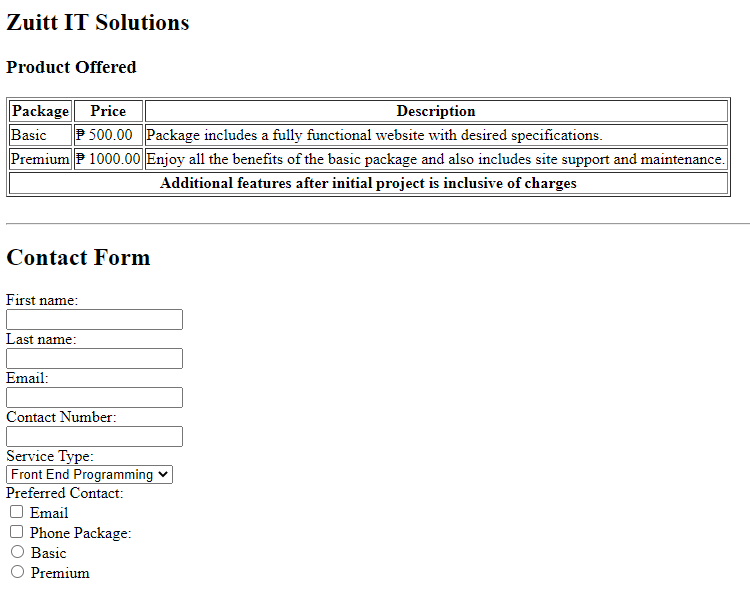 Zuitt IT Solutions
Product Offered
Package Price Description
Basic ₱ 500.00 Package includes a fully functional website with desired specifications.
Premium ₱ 1000.00 Enjoy all the benefits of the basic package and also includes site support and maintenance.
Additional features after initial project is inclusive of charges
Contact Form
First name:
Last name:
Email:
Contact Number:
Service Type:
Front End Programming
Preferred Contact:
Email
Phone Package:
Basic
Premium